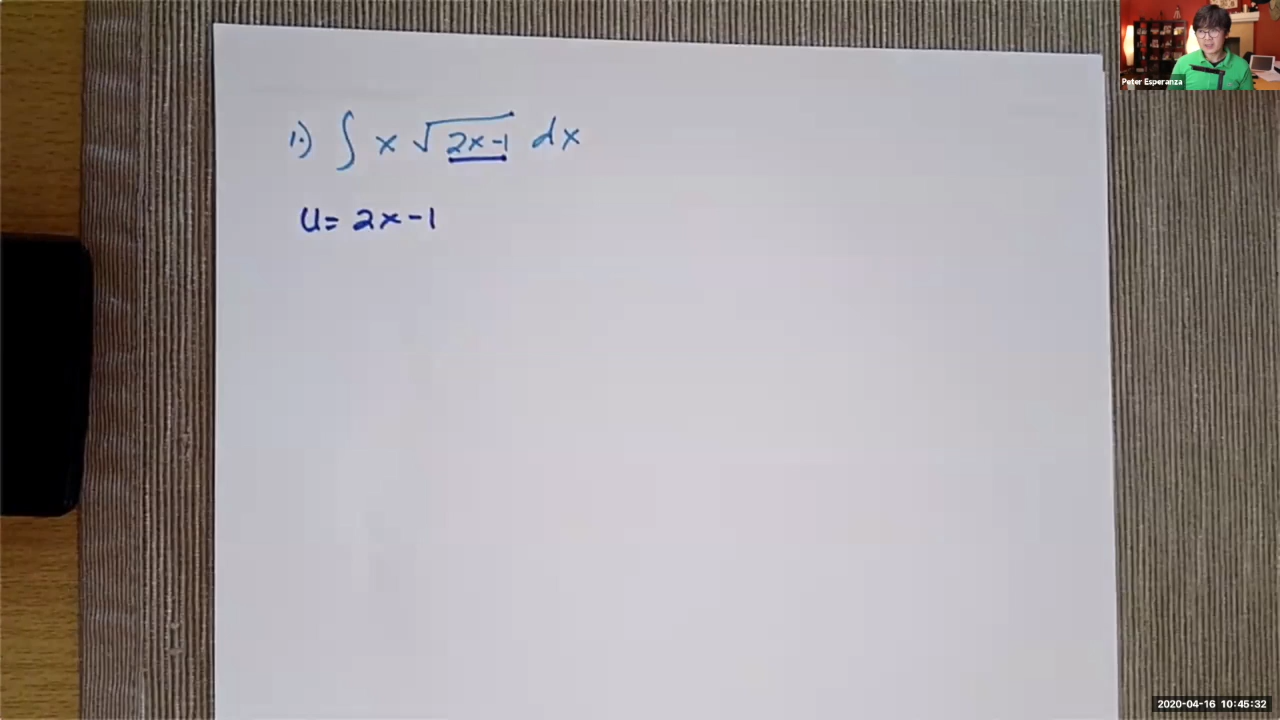 1.) ∫ x √2x-1 dx
u= 2x-1
Peter Esperanza
2020-04-16 10:45:32